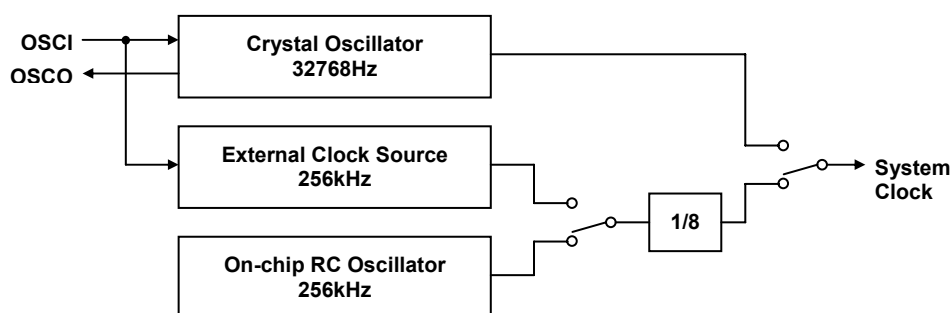 OSCI
OSCO
Crystal Oscillator
32768Hz
External Clock Source
256kHz
On-chip RC Oscillator
256kHz
1/8
System
Clock